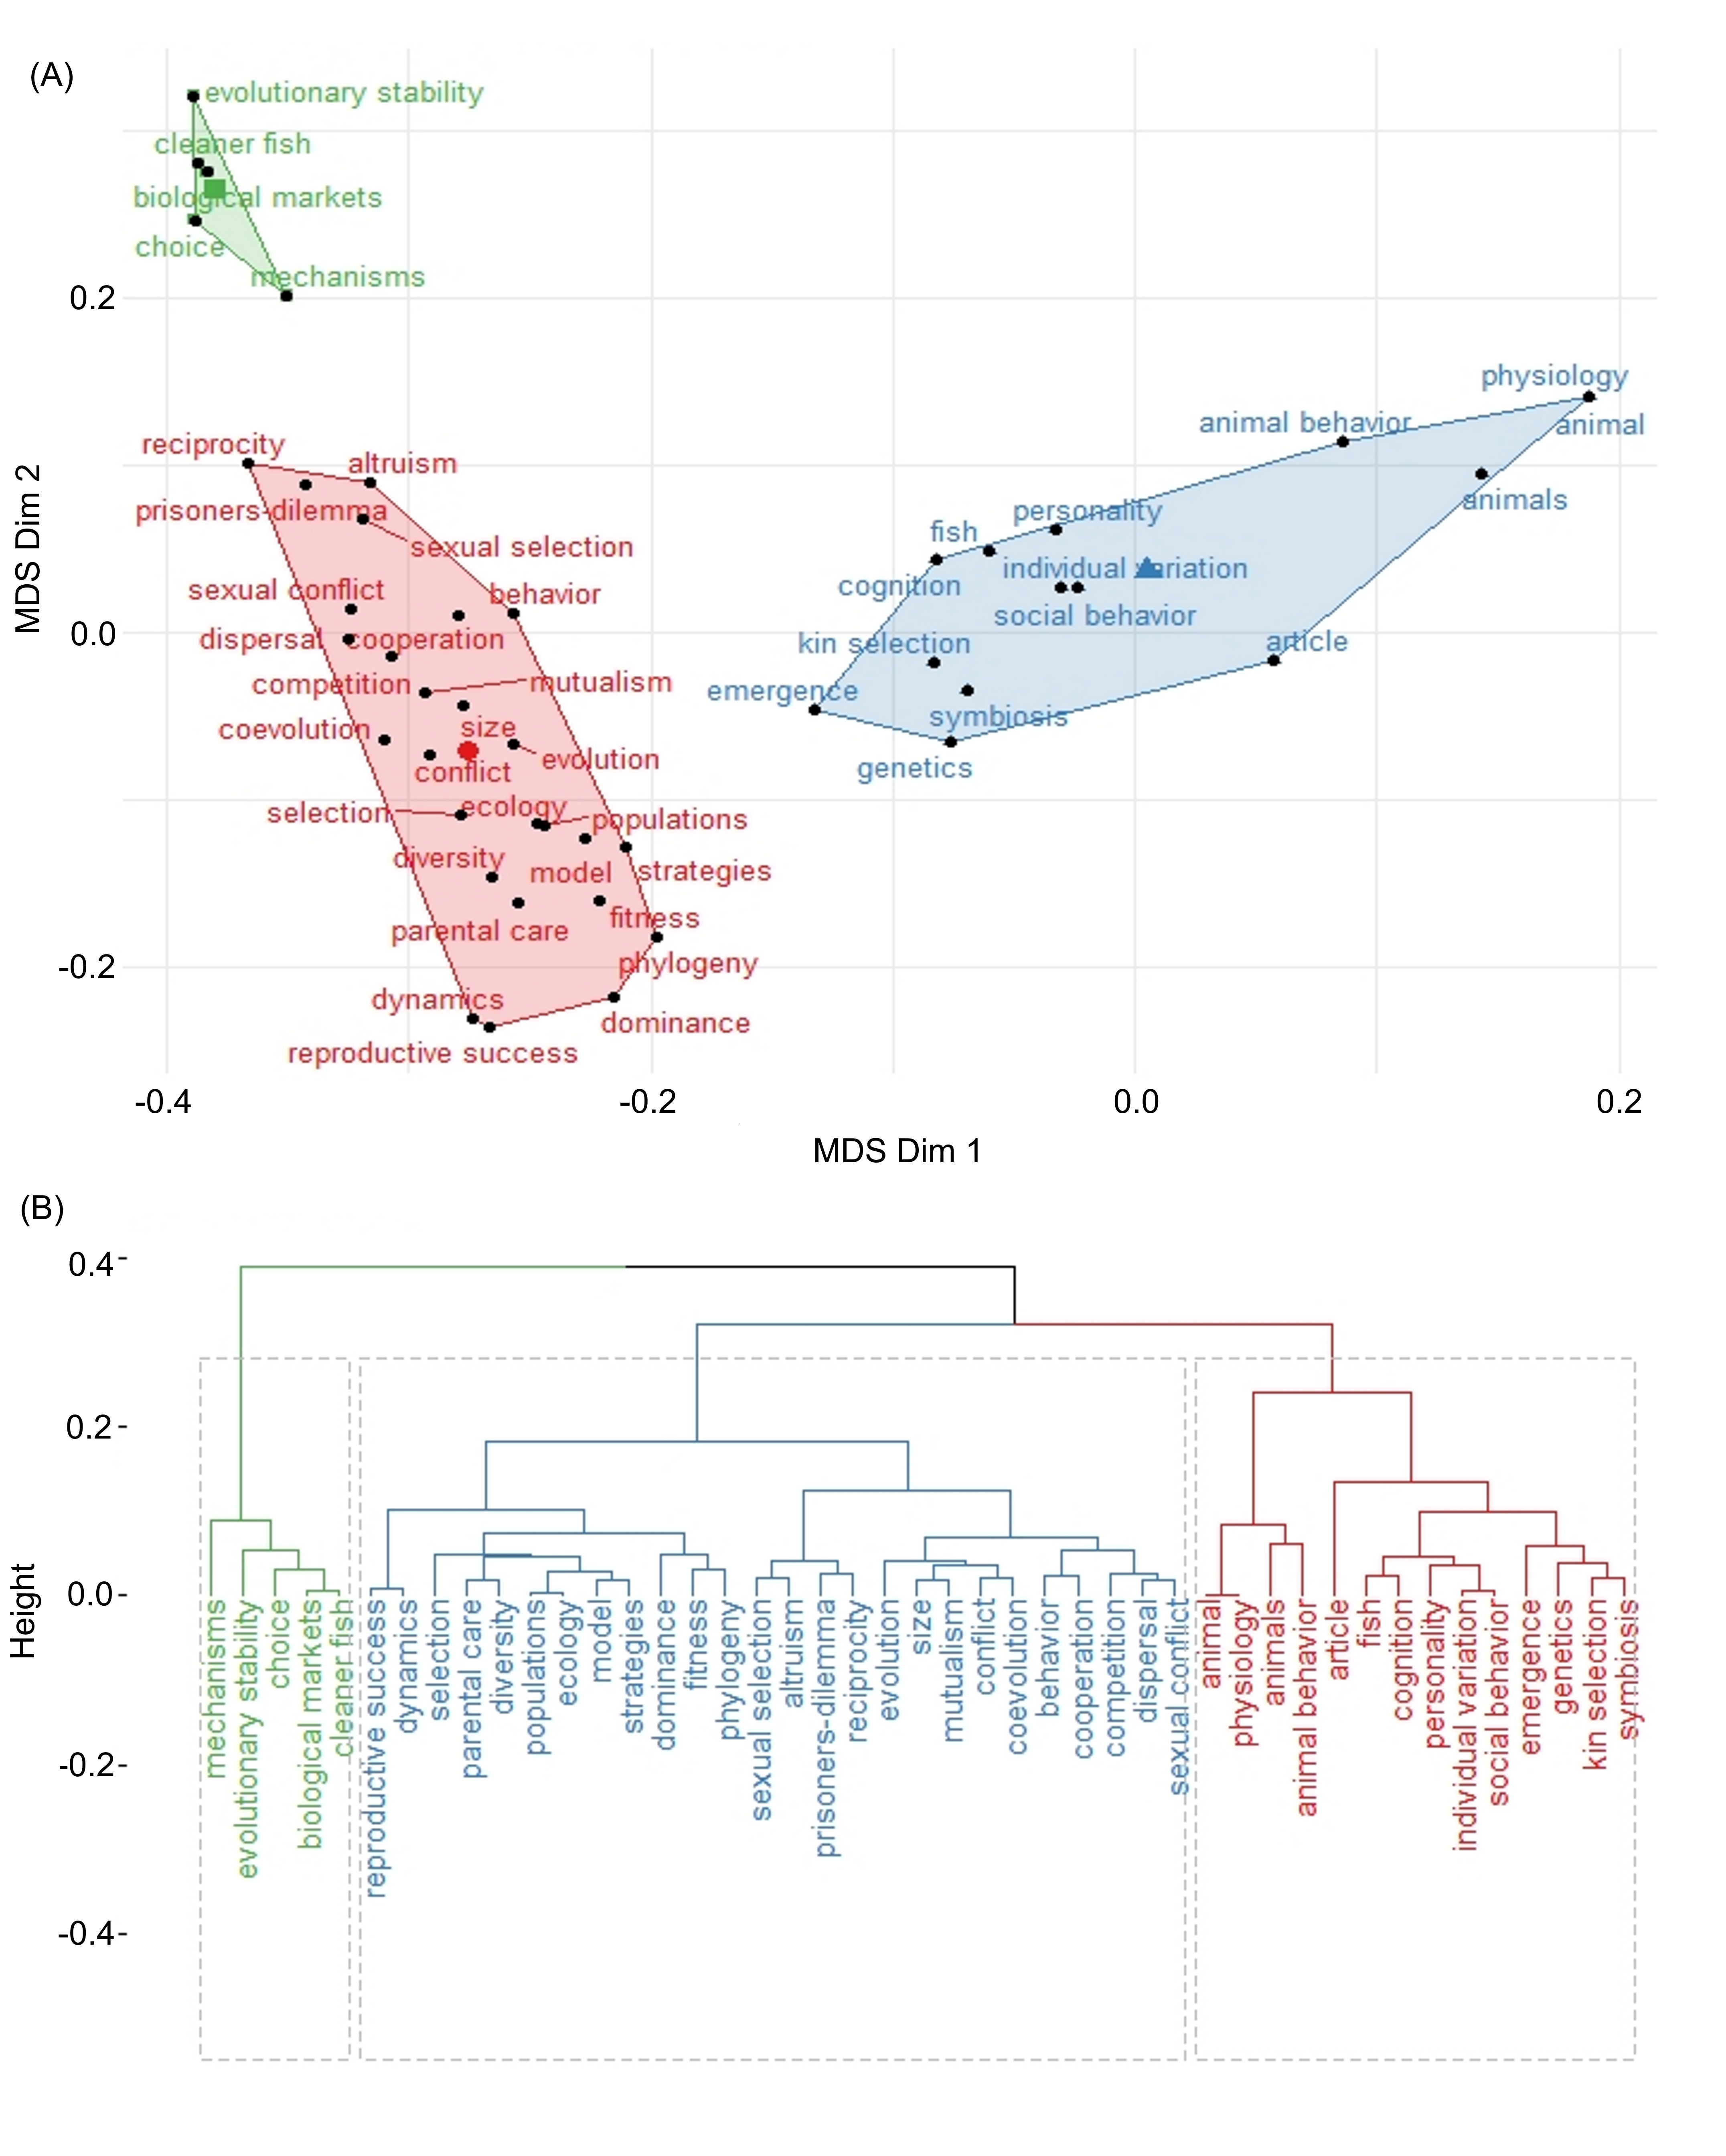 (A)
evolutionary stability
cleaner fish
biological markets
choice
mechanisms
0.2
physiology
animal behavior
animal
reciprocity
altruism
animals
prisoners-dilemma
personality
fish
sexual selection
individual variation
cognition
sexual conflict
behavior
social behavior
MDS Dim 2
0.0
dispersal
cooperation
kin selection
article
competition
mutualism
emergence
coevolution
size
symbiosis
evolution
conflict
genetics
selection
ecology
populations
diversity
model
strategies
fitness
parental care
-0.2
phylogeny
dynamics
dominance
reproductive success
-0.4
-0.2
0.0
0.2
MDS Dim 1
(B)
0.4
0.2
0.0
-0.2
-0.4
Height
mechanisms
evolutionary stability
choice
biological markets
cleaner fish
reproductive success
dynamics
selection
parental care
diversity
populations
ecology
model
strategies
dominance
fitness
phylogeny
sexual selection
altruism
prisoners-dilemma
reciprocity
evolution
size
mutualism
conflict
coevolution
behavior
cooperation
competition
dispersal
sexual conflict
animal
physiology
animals
animal behavior
article
fish
cognition
personality
individual variation
social behavior
emergence
genetics
kin selection
symbiosis